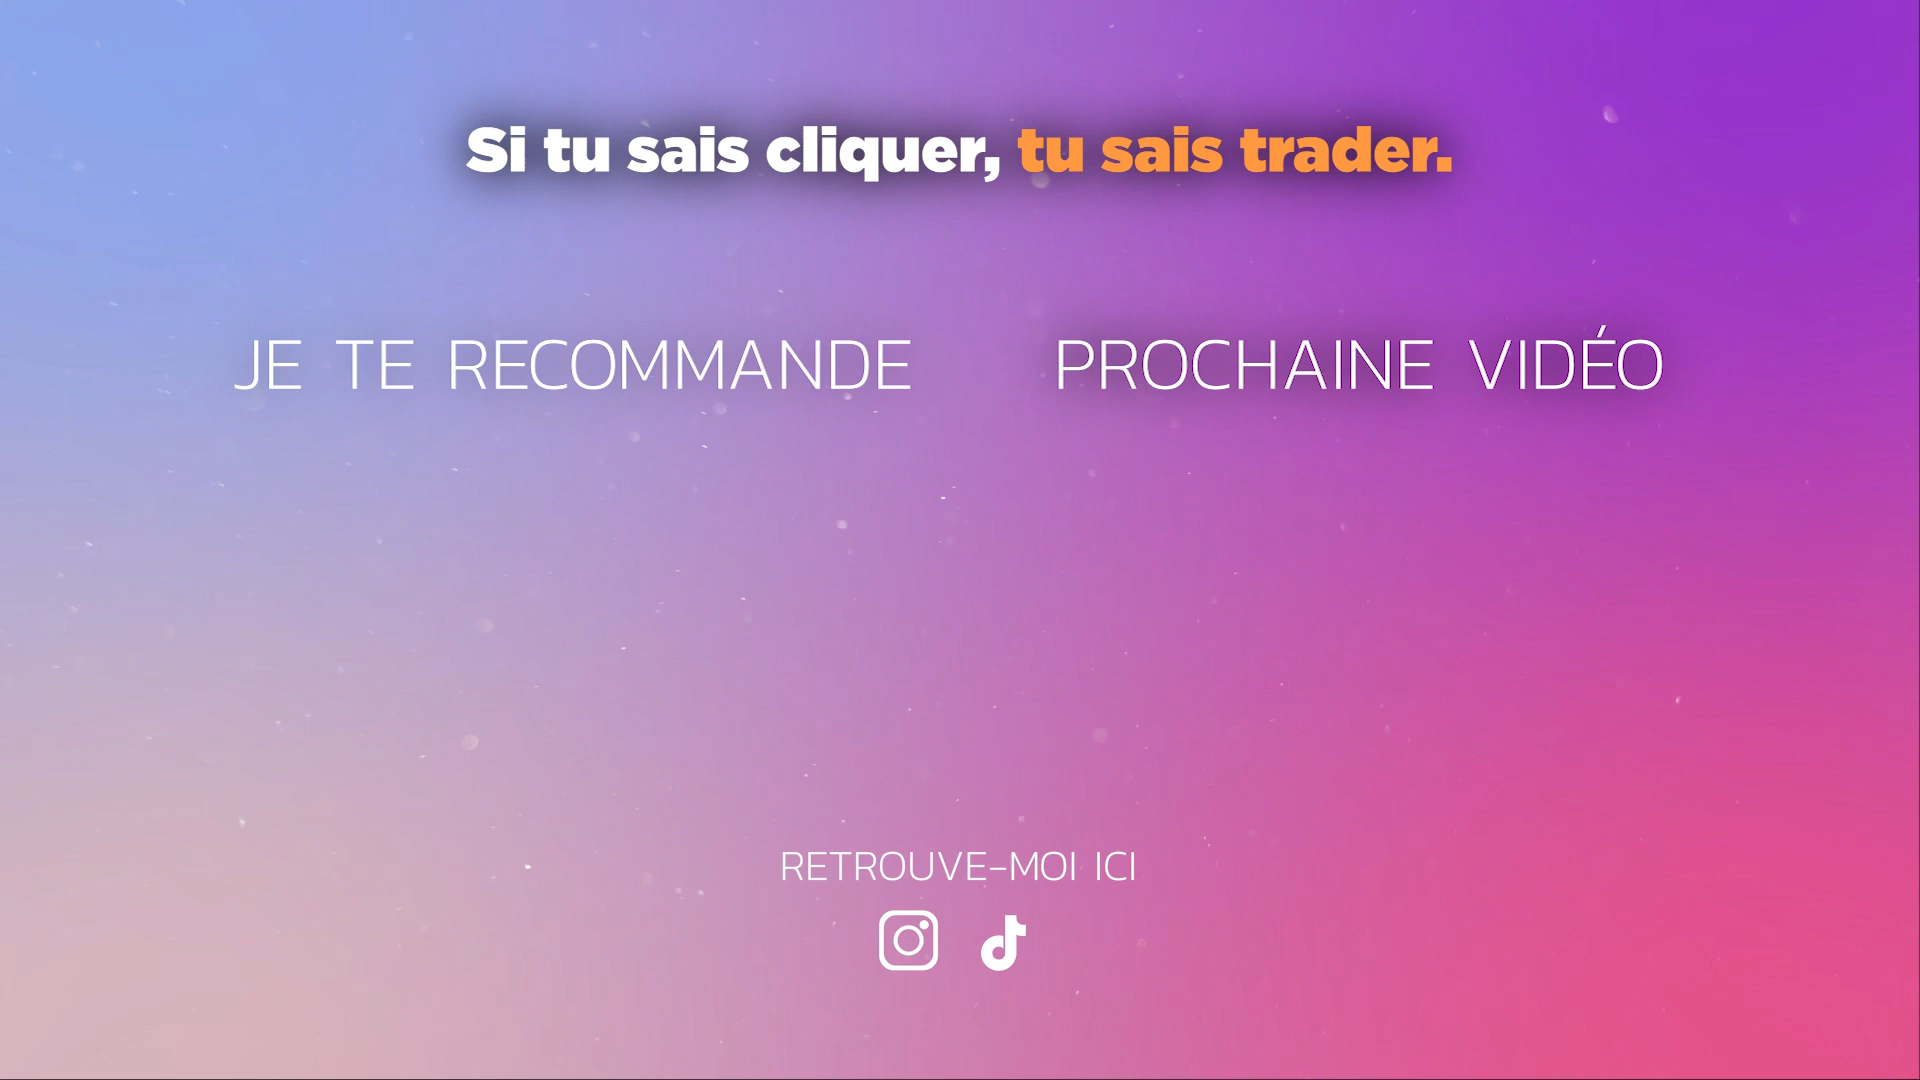 Si tu sais cliquer, tu sais trader.
JE TE RECOMMANDE
PROCHAINE VIDÉO
RETROUVE-MOI ICI